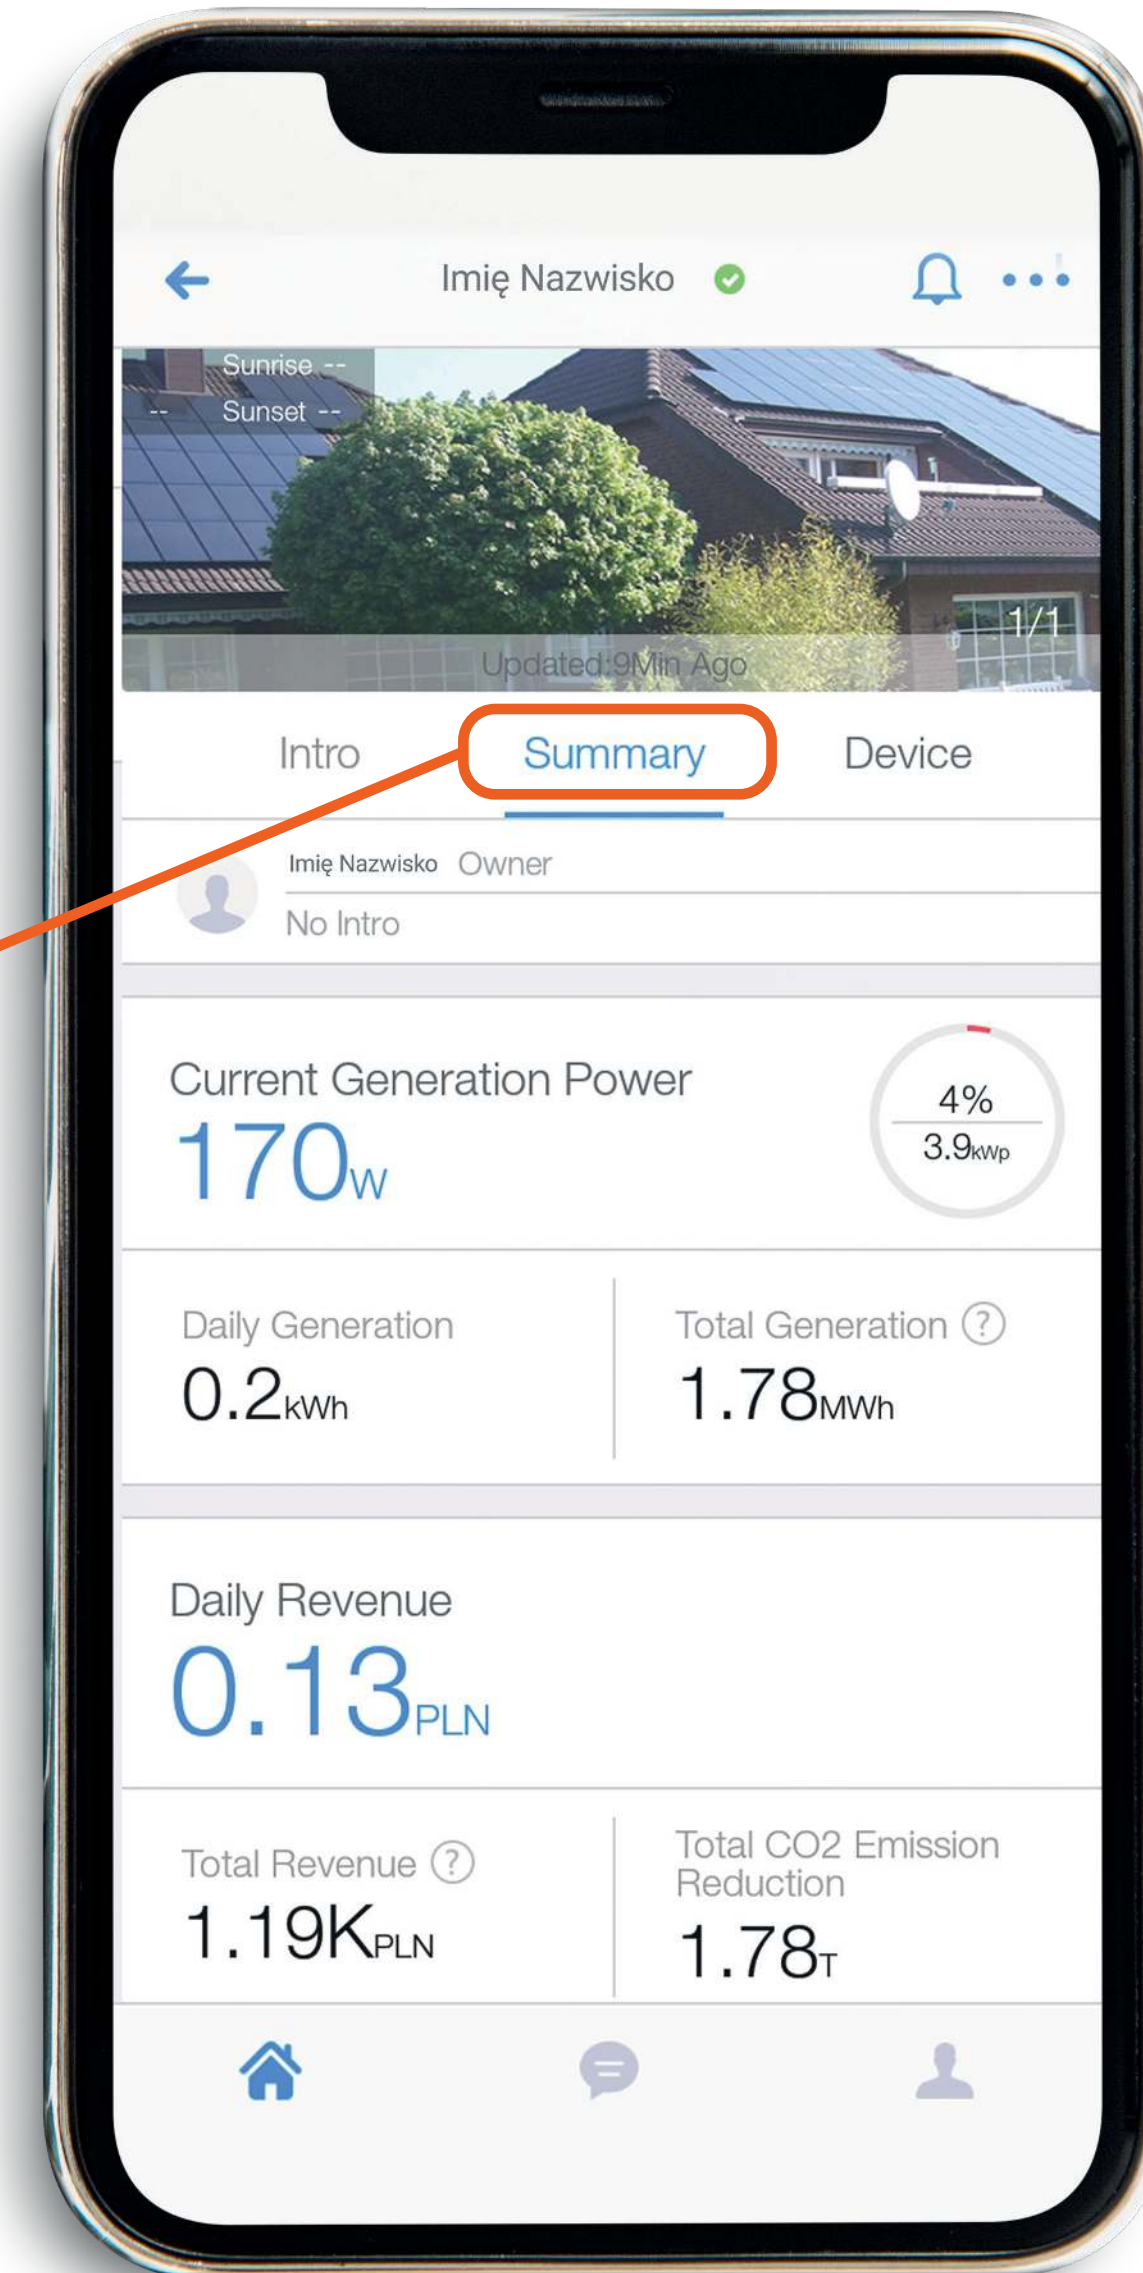 Imię Nazwisko
Sunrise --
-- Sunset --
1/1
Updated:9Min Ago
Intro Summary Device
Imię Nazwisko Owner
No Intro
Current Generation Power
170W
4%
3.9kWp
Daily Generation
0.2kWh
Total Generation ?
1.78MWh
Daily Revenue
0.13PLN
Total Revenue ?
1.19KPLN
Total CO2 Emission
Reduction
1.78T